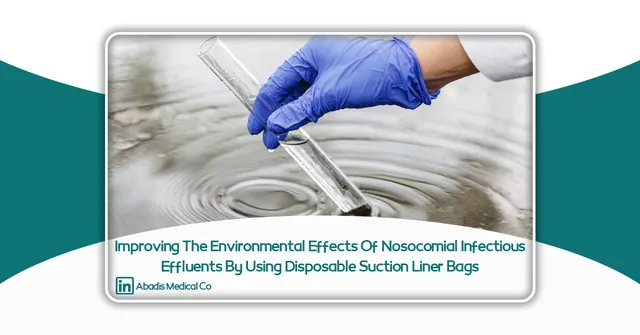 Improving The Environmental Effects Of Nosocomial Infectious
Effluents By Using Disposable Suction Liner Bags
in Abadis Medical Co